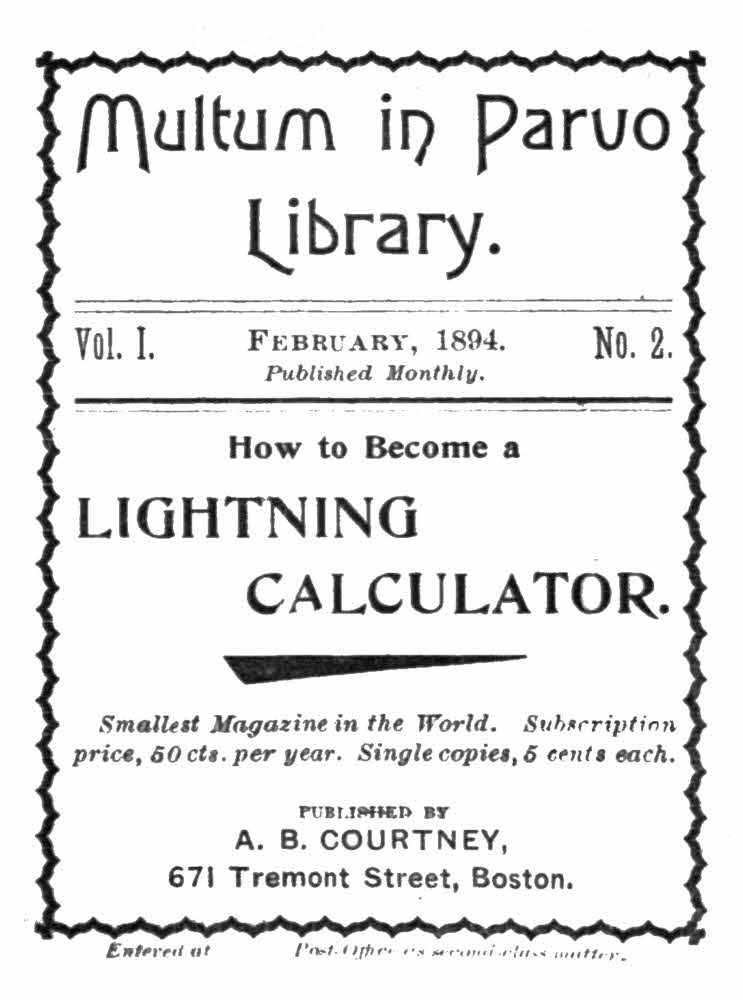 Multum in Parvo
Library.
Vol. I. FEBRUARY, 1894. No. 2.
Published Monthly.
How to Become a
LIGHTNING
CALCULATOR.
Smallest Magazine in the World. Subscription
price, 50 cts. per year. Single copies, 5 cents each.
PUBLISHED BY
A. B. COURTNEY,
671 Tremont Street, Boston.
Entered at Post-Office as second-class matter.